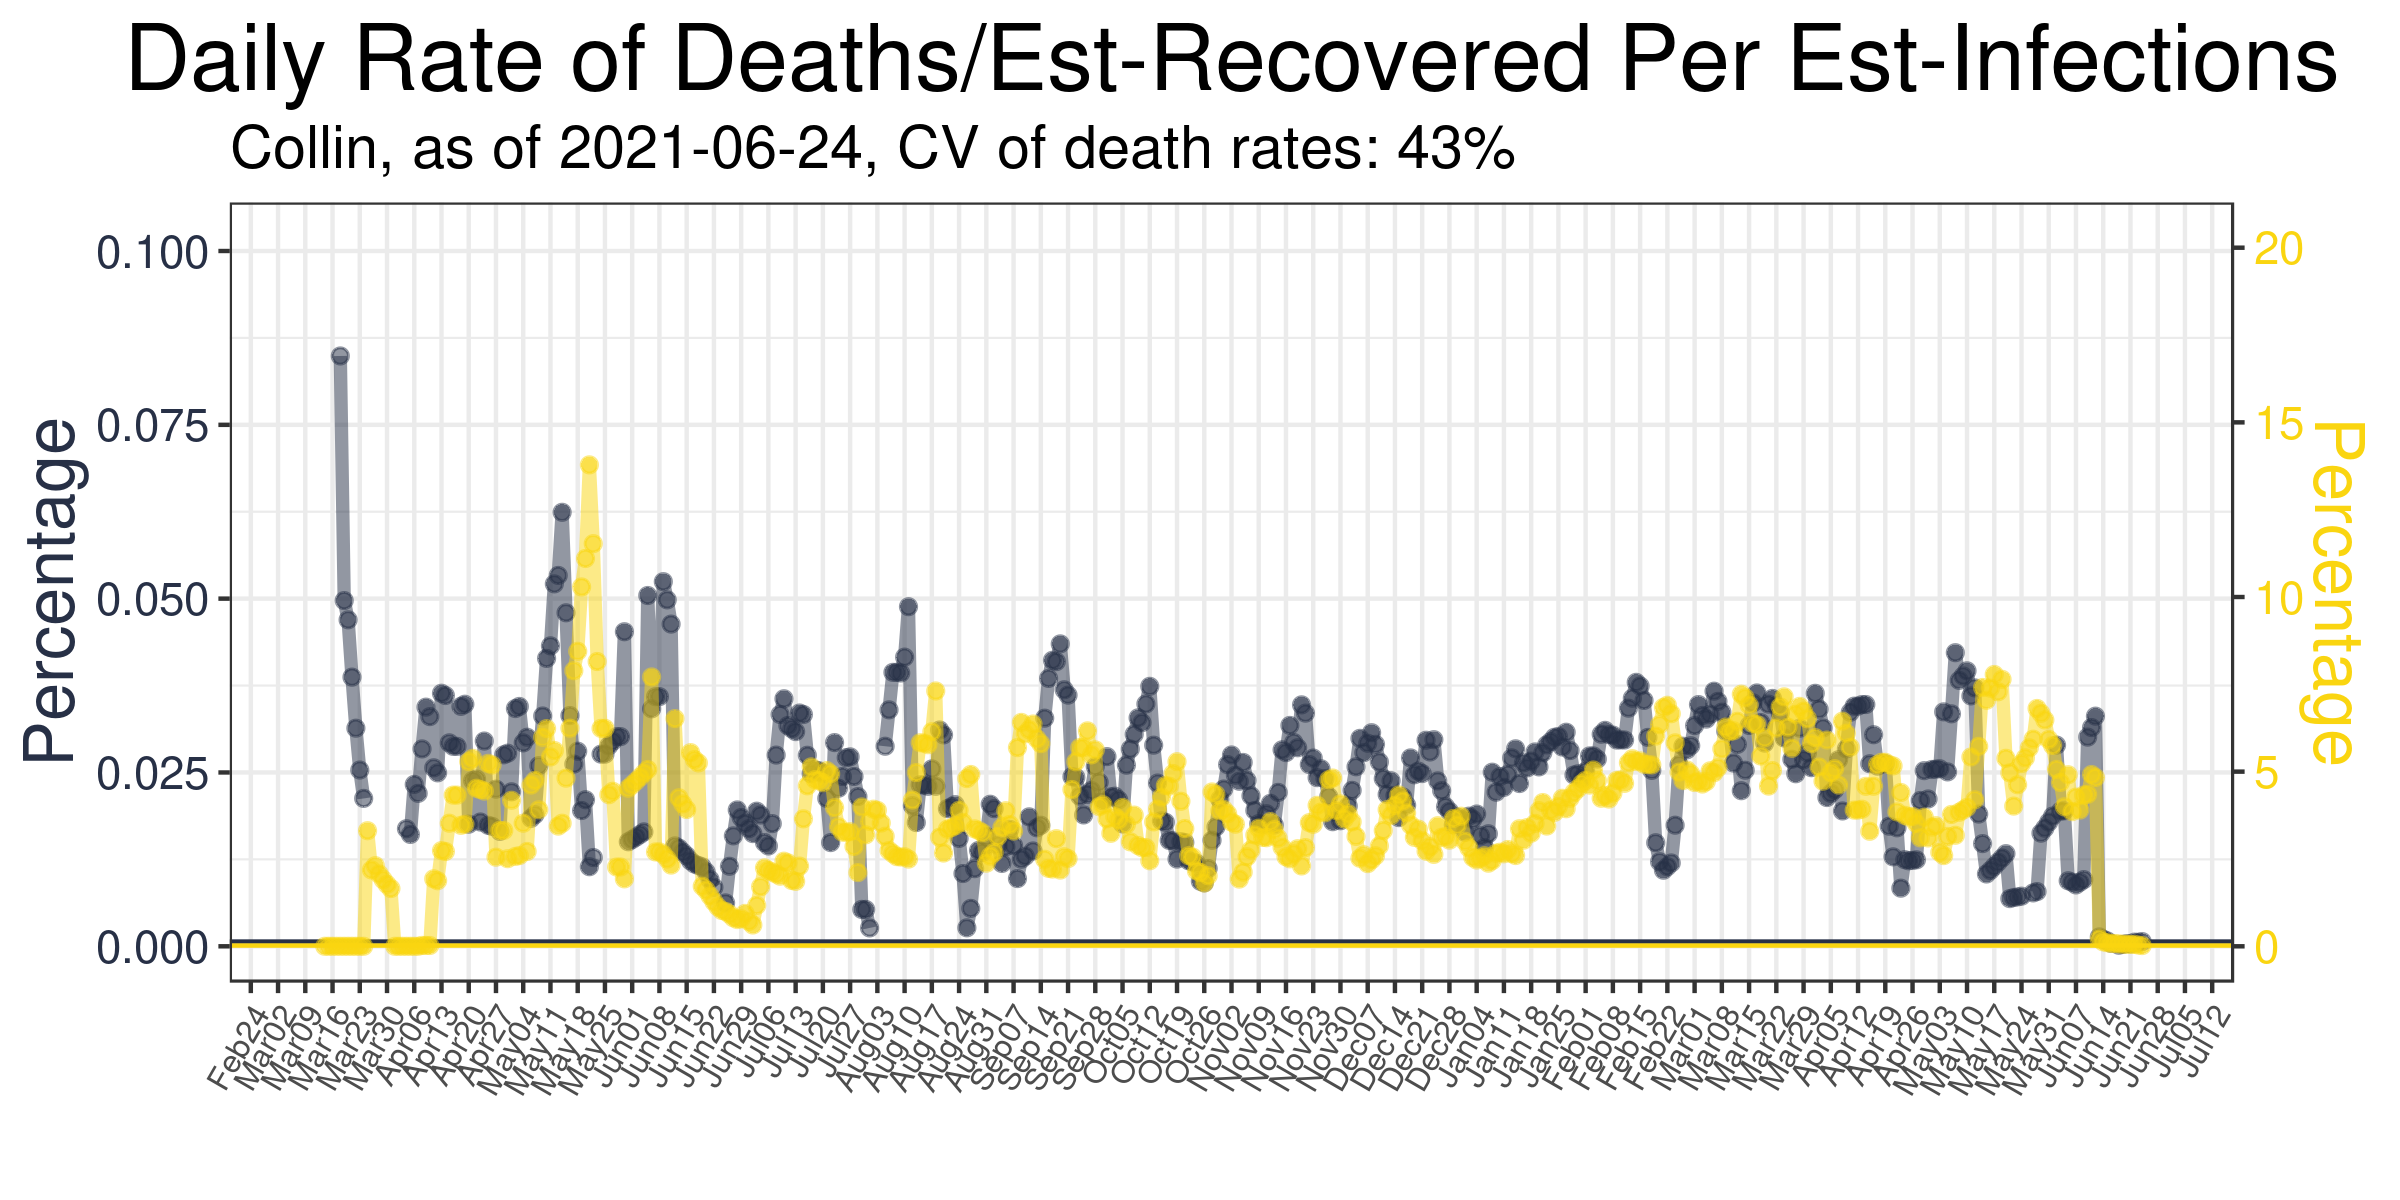 Daily Rate of Deaths/Est-Recovered Per Est-Infections
Collin, as of 2021-06-24, CV of death rates: 43%
Percentage
0.100
0.075
0.050
0.025
0.000
20
15
10
5
0
Percentage
Feb24
Mar02
Mar09
Mar16
Mar23
Mar30
Apr06
Apr13
Apr20
Apr27
May04
May11
May18
May25
Jun01
Jun08
Jun15
Jun22
Jun29
Jul06
Jul13
Jul20
Jul27
Aug03
Aug10
Aug17
Aug24
Aug31
Sep07
Sep14
Sep21
Sep28
Oct05
Oct12
Oct19
Oct26
Nov02
Nov09
Nov16
Nov23
Nov30
Dec07
Dec14
Dec21
Dec28
Jan04
Jan11
Jan18
Jan25
Feb01
Feb08
Feb15
Feb22
Mar01
Mar08
Mar15
Mar22
Mar29
Apr05
Apr12
Apr19
Apr26
May03
May10
May17
May24
May31
Jun07
Jun14
Jun21
Jun28
Jul05
Jul12